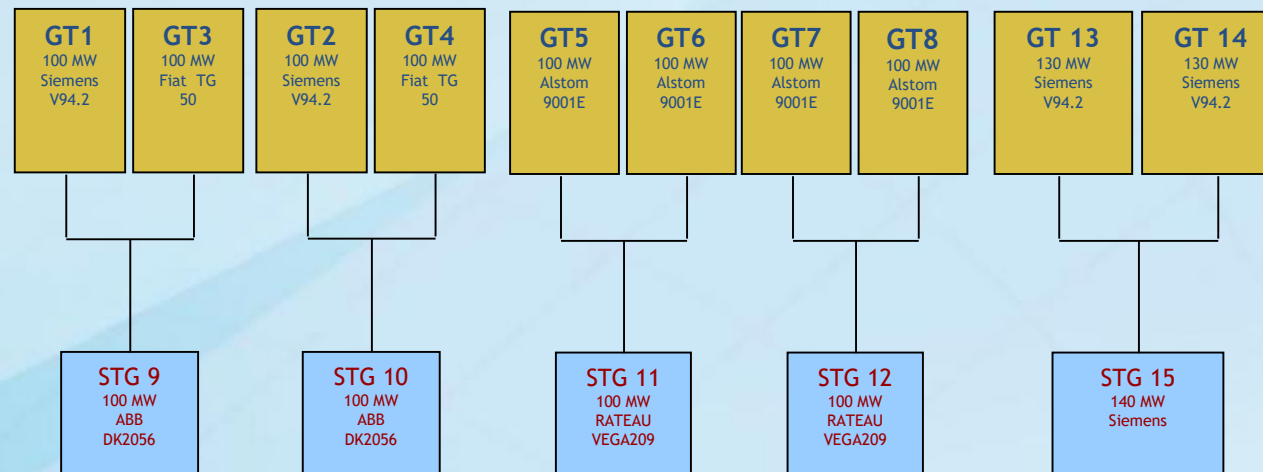 GT1
100 MW
Siemens
V94.2
GT3
100 MW
Fiat TG
50
GT2
100 MW
Siemens
V94.2
GT4
100 MW
Fiat TG
50
GT5
100 MW
Alstom
9001E
GT6
100 MW
Alstom
9001E
GT7
100 MW
Alstom
9001E
GT8
100 MW
Alstom
9001E
GT 13
130 MW
Siemens
V94.2
GT 14
130 MW
Siemens
V94.2
STG 9
100 MW
ABB
DK2056
STG 10
100 MW
ABB
DK2056
STG 11
100 MW
RATEAU
VEGA209
STG 12
100 MW
RATEAU
VEGA209
STG 15
140 MW
Siemens